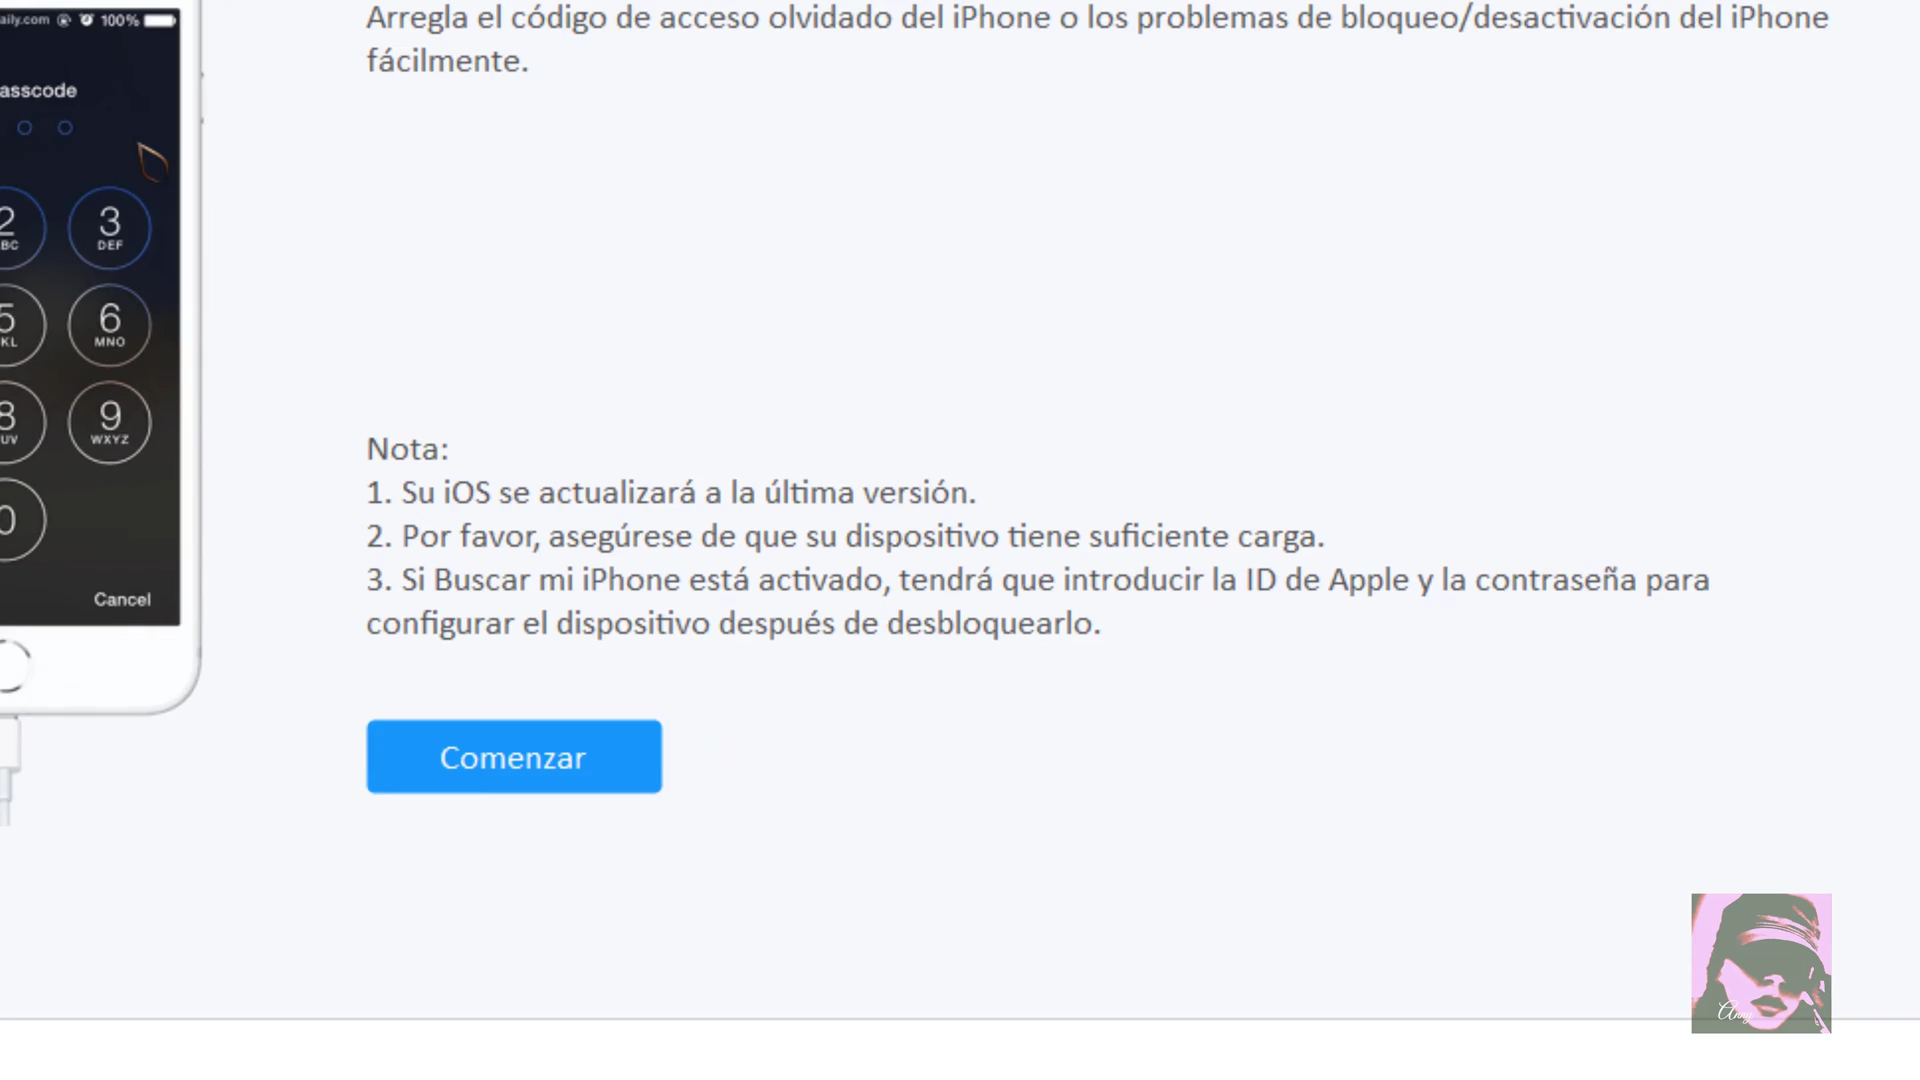 aily.com 100%
Arregla el código de acceso olvidado del iPhone o los problemas de bloqueo/desactivación del iPhone
fácilmente.
asscode
2 3
BC DEF
5 6
KL MNO
8 9
UV WXYZ
0
Cancel
Nota:
1. Su iOS se actualizará a la última versión.
2. Por favor, asegúrese de que su dispositivo tiene suficiente carga.
3. Si Buscar mi iPhone está activado, tendrá que introducir la ID de Apple y la contraseña para
configurar el dispositivo después de desbloquearlo.
Comenzar
Anny